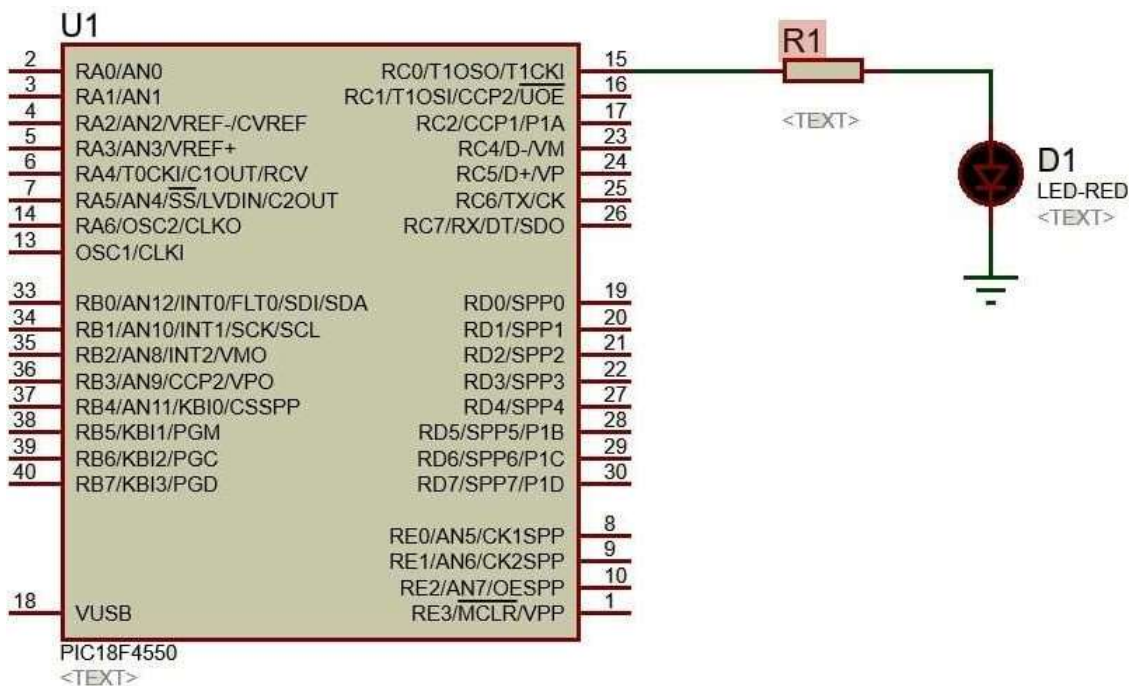 U1
2 RA0/AN0
3 RA1/AN1
4 RA2/AN2/VREF-/CVREF
5 RA3/AN3/VREF+
6 RA4/T0CKI/C1OUT/RCV
7 RA5/AN4/SS/LVDIN/C2OUT
14 RA6/OSC2/CLKO
13 OSC1/CLKI
33 RB0/AN12/INT0/FLT0/SDI/SDA
34 RB1/AN10/INT1/SCK/SCL
35 RB2/AN8/INT2/VMO
36 RB3/AN9/CCP2/VPO
37 RB4/AN11/KBI0/CSSPP
38 RB5/KBI1/PGM
39 RB6/KBI2/PGC
40 RB7/KBI3/PGD
18 VUSB
RC0/T1OSO/T1CKI 15
RC1/T1OSI/CCP2/UOE 16
RC2/CCP1/P1A 17
RC4/D-/VM 23
RC5/D+/VP 24
RC6/TX/CK 25
RC7/RX/DT/SDO 26
RD0/SPP0 19
RD1/SPP1 20
RD2/SPP2 21
RD3/SPP3 22
RD4/SPP4 27
RD5/SPP5/P1B 28
RD6/SPP6/P1C 29
RD7/SPP7/P1D 30
RE0/AN5/CK1SPP 8
RE1/AN6/CK2SPP 9
RE2/AN7/OESPP 10
RE3/MCLR/VPP 1
PIC18F4550
<TEXT>
R1
<TEXT>
D1
LED-RED
<TEXT>